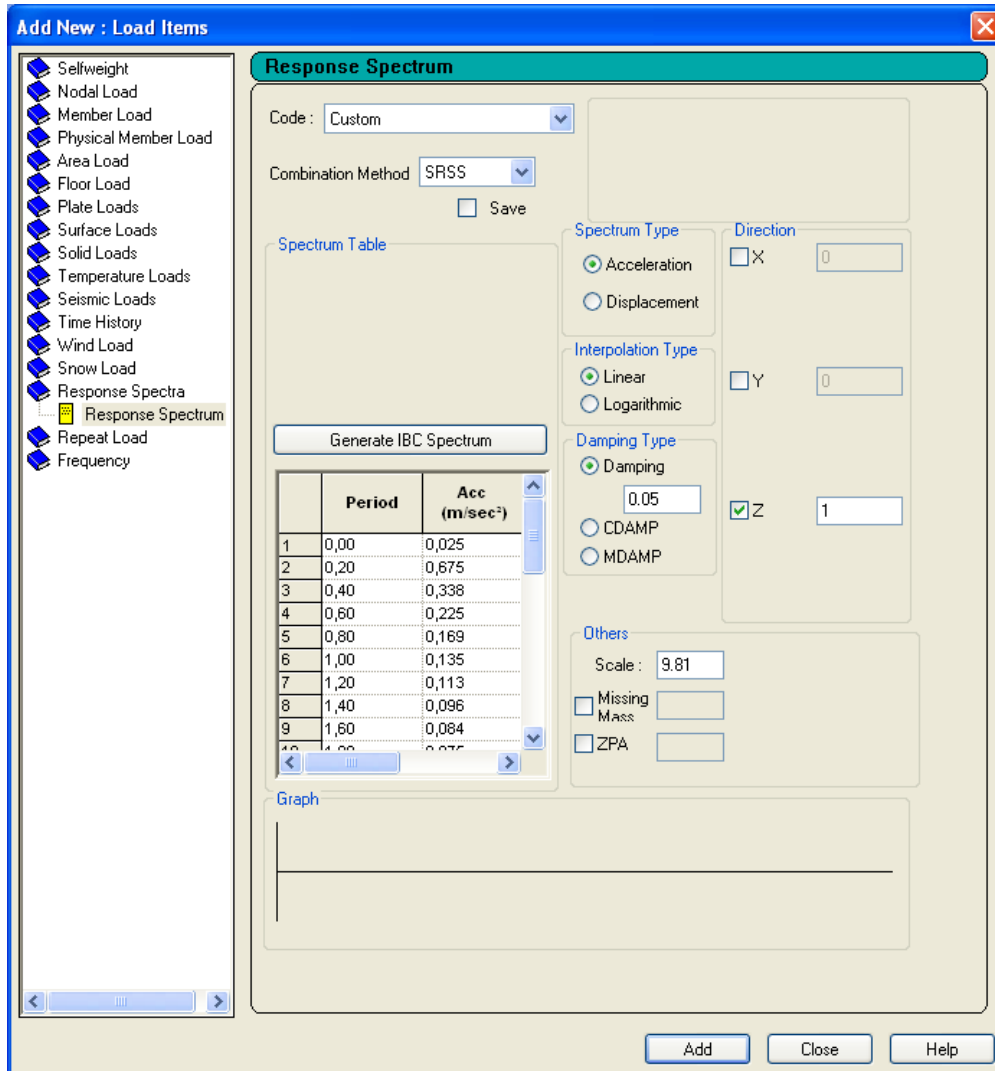 Add New : Load Items
Selfweight
Nodal Load
Member Load
Physical Member Load
Area Load
Floor Load
Plate Loads
Surface Loads
Solid Loads
Temperature Loads
Seismic Loads
Time History
Wind Load
Snow Load
Response Spectra
Response Spectrum
Repeat Load
Frequency
Response Spectrum
Code : Custom
Combination Method SRSS
Save
Spectrum Table
Generate IBC Spectrum
Period Acc (m/sec²)
1 0,00 0,025
2 0,20 0,675
3 0,40 0,338
4 0,60 0,225
5 0,80 0,169
6 1,00 0,135
7 1,20 0,113
8 1,40 0,096
9 1,60 0,084
Spectrum Type
Acceleration
Displacement
Interpolation Type
Linear
Logarithmic
Damping Type
Damping
0.05
CDAMP
MDAMP
Direction
X 0
Y 0
Z 1
Others
Scale : 9.81
Missing Mass
ZPA
Graph
Add Close Help